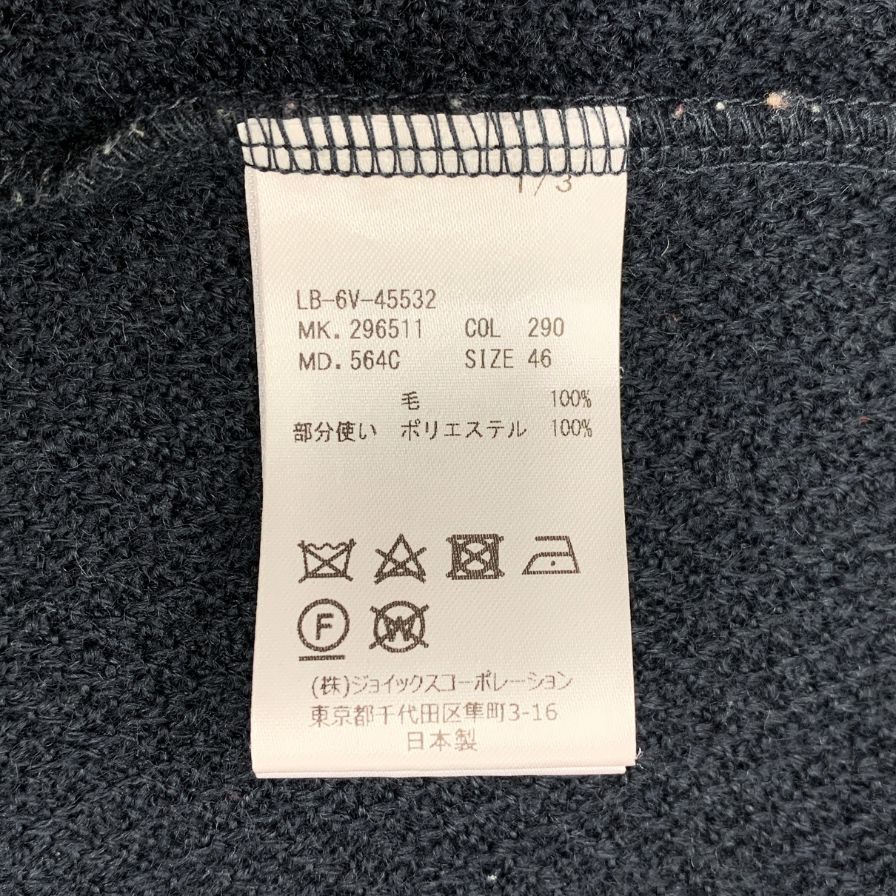 1/3
LB-6V-45532
MK. 296511 COL 290
MD. 564C SIZE 46
毛 100%
部分使い ポリエステル 100%
F
W
(株)ジョイックスコーポレーション
東京都千代田区隼町3-16
日本製